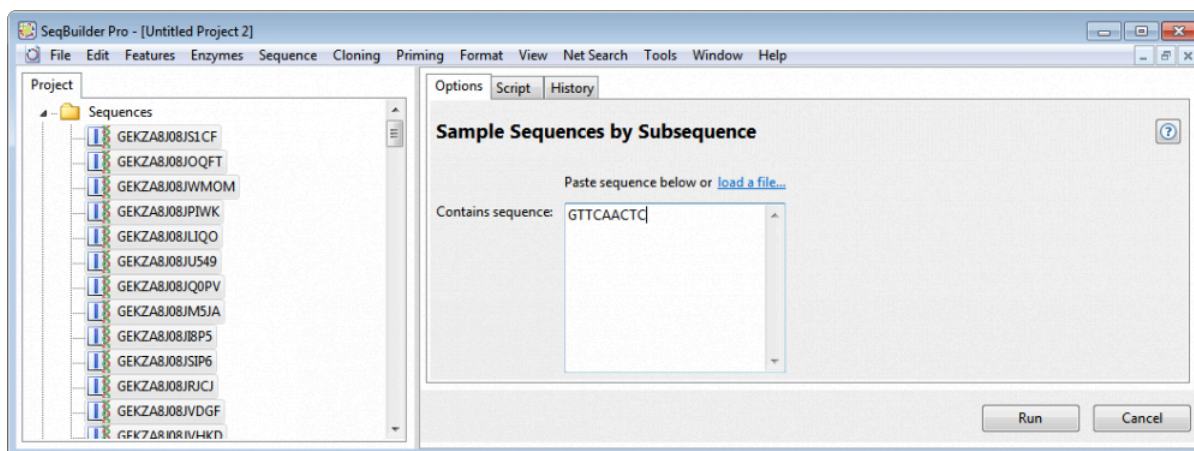 SeqBuilder Pro - [Untitled Project 2]
File Edit Features Enzymes Sequence Cloning Priming Format View Net Search Tools Window Help
Project
Sequences
GEKZA8J08JS1CF
GEKZA8J08JOQFT
GEKZA8J08JWMOM
GEKZA8J08JPIWK
GEKZA8J08JLIQO
GEKZA8J08JU549
GEKZA8J08JQ0PV
GEKZA8J08JM5JA
GEKZA8J08JI8P5
GEKZA8J08JSIP6
GEKZA8J08JRJCJ
GEKZA8J08JVDGF
GEKZA8J08JVHKD
Options Script History
Sample Sequences by Subsequence
?
Paste sequence below or load a file...
Contains sequence: GTTCAACTC
Run Cancel